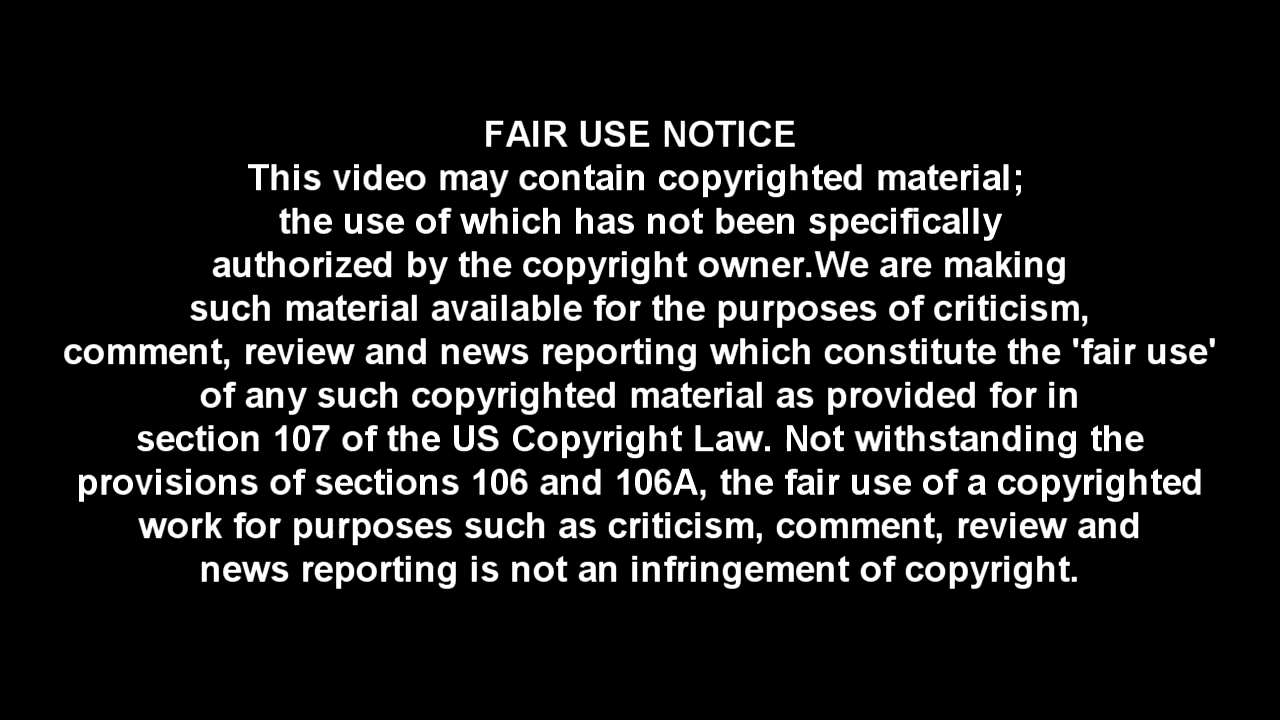 FAIR USE NOTICE
This video may contain copyrighted material;
the use of which has not been specifically
authorized by the copyright owner.We are making
such material available for the purposes of criticism,
comment, review and news reporting which constitute the 'fair use'
of any such copyrighted material as provided for in
section 107 of the US Copyright Law. Not withstanding the
provisions of sections 106 and 106A, the fair use of a copyrighted
work for purposes such as criticism, comment, review and
news reporting is not an infringement of copyright.